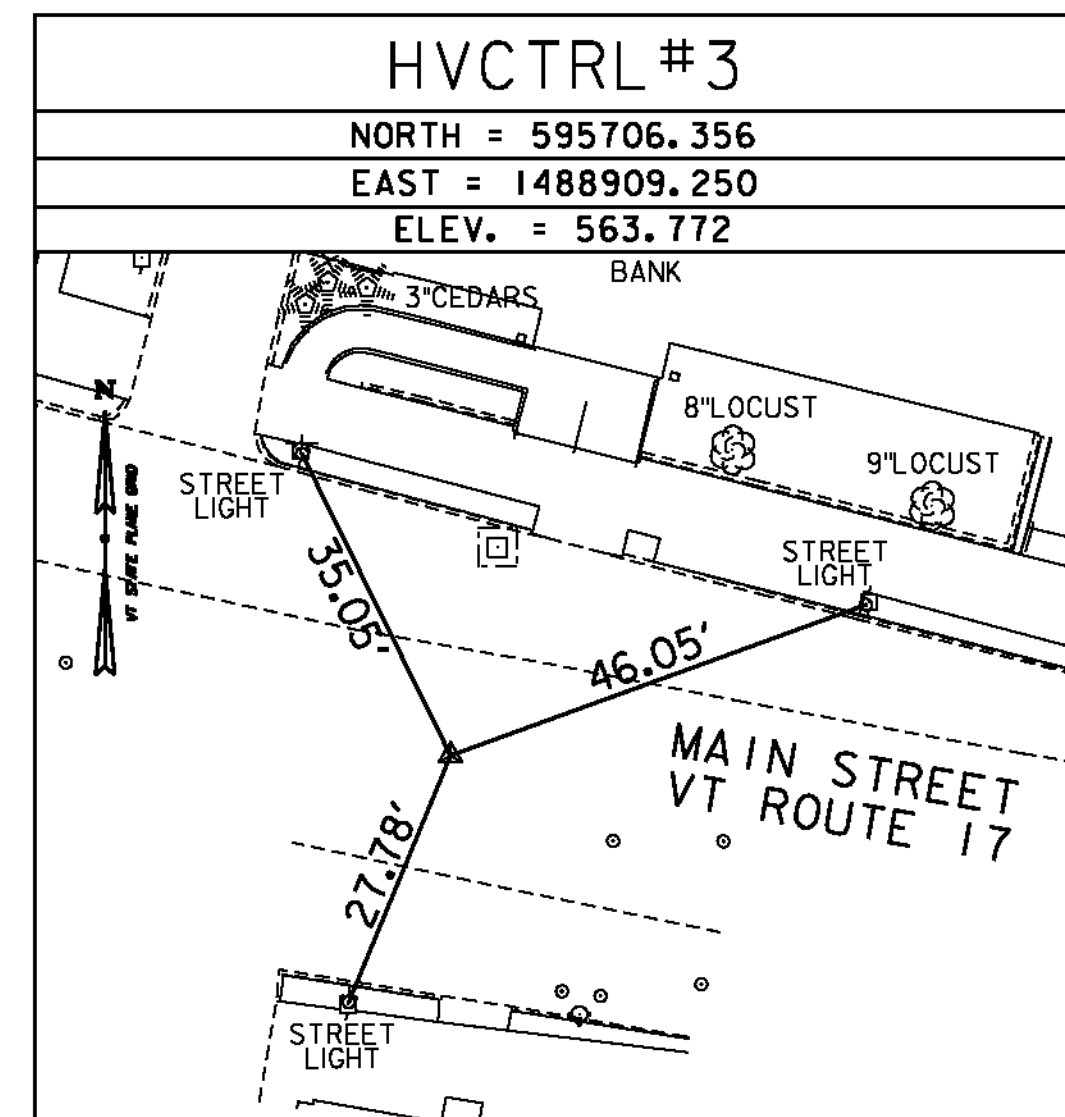 HVCTRL#3
NORTH = 595706.356
EAST = 1488909.250
ELEV. = 563.772
BANK
3"CEDARS
N
8"LOCUST
9"LOCUST
STREET
LIGHT
VT STATE PLANE GRID
STREET
LIGHT
35.05'
46.05'
MAIN STREET
VT ROUTE 17
27.78'
STREET
LIGHT